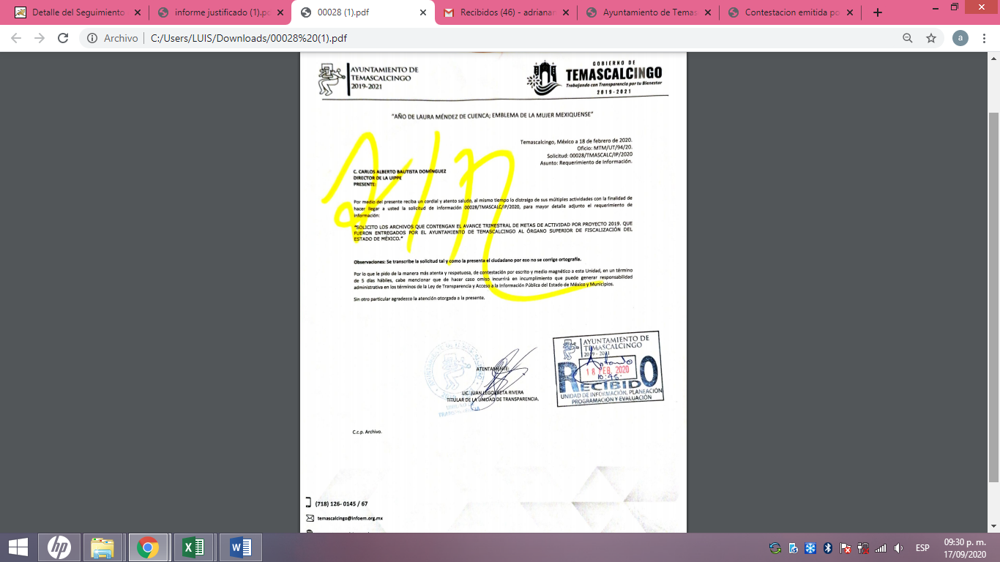 Detalle del Seguimiento
informe justificado (1).pd
00028 (1).pdf
Recibidos (46) - adrianar
Ayuntamiento de Temas
Contestacion emitida po
Archivo
C:/Users/LUIS/Downloads/00028%20(1).pdf
a
AYUNTAMIENTO DE
TEMASCALCINGO
2019-2021
GOBIERNO DE
TEMASCALCINGO
Trabajando con Transparencia por tu Bienestar
2019-2021
"AÑO DE LAURA MÉNDEZ DE CUENCA; EMBLEMA DE LA MUJER MEXIQUENSE"
Temascalcingo, México a 18 de febrero de 2020.
Oficio: MTM/UT/94/20.
Solicitud: 00028/TMASCALC/IP/2020
Asunto: Requerimiento de Información.
C. CARLOS ALBERTO BAUTISTA DOMÍNGUEZ
DIRECTOR DE LA UIPPE
PRESENTE:
Por medio del presente reciba un cordial y atento saludo, al mismo tiempo lo distraigo de sus múltiples actividades con la finalidad de
hacer llegar a usted la solicitud de información 00028/TMASCALC/IP/2020, para mayor detalle adjunto el requerimiento de
información:
"SOLICITO LOS ARCHIVOS QUE CONTENGAN EL AVANCE TRIMESTRAL DE METAS DE ACTIVIDAD POR PROYECTO 2019. QUE
FUERON ENTREGADOS POR EL AYUNTAMIENTO DE TEMASCALCINGO AL ÓRGANO SUPERIOR DE FISCALIZACIÓN DEL
ESTADO DE MÉXICO."
Observaciones: Se transcribe la solicitud tal y como la presenta el ciudadano por eso no se corrige ortografía.
Por lo que le pido de la manera más atenta y respetuosa, de contestación por escrito y medio magnético a esta Unidad, en un término
de 5 días hábiles, cabe mencionar que de hacer caso omiso incurrirá en incumplimiento que puede generar responsabilidad
administrativa en los términos de la Ley de Transparencia y Acceso a la Información Pública del Estado de México y Municipios.
Sin otro particular agradezco la atención otorgada a la presente.
ATENTAMENTE:
LIC. JUAN LEGORRETA RIVERA
TITULAR DE LA UNIDAD DE TRANSPARENCIA.
AYUNTAMIENTO DE
TEMASCALCINGO
2019 - 2021
Antonio
18 FEB. 2020
10:45
RECIBIDO
UNIDAD DE INFORMACIÓN, PLANEACIÓN
PROGRAMACIÓN Y EVALUACIÓN
C.c.p. Archivo.
(718) 126- 0145 / 67
temascalcingo@infoem.org.mx
ESP
09:30 p. m.
17/09/2020